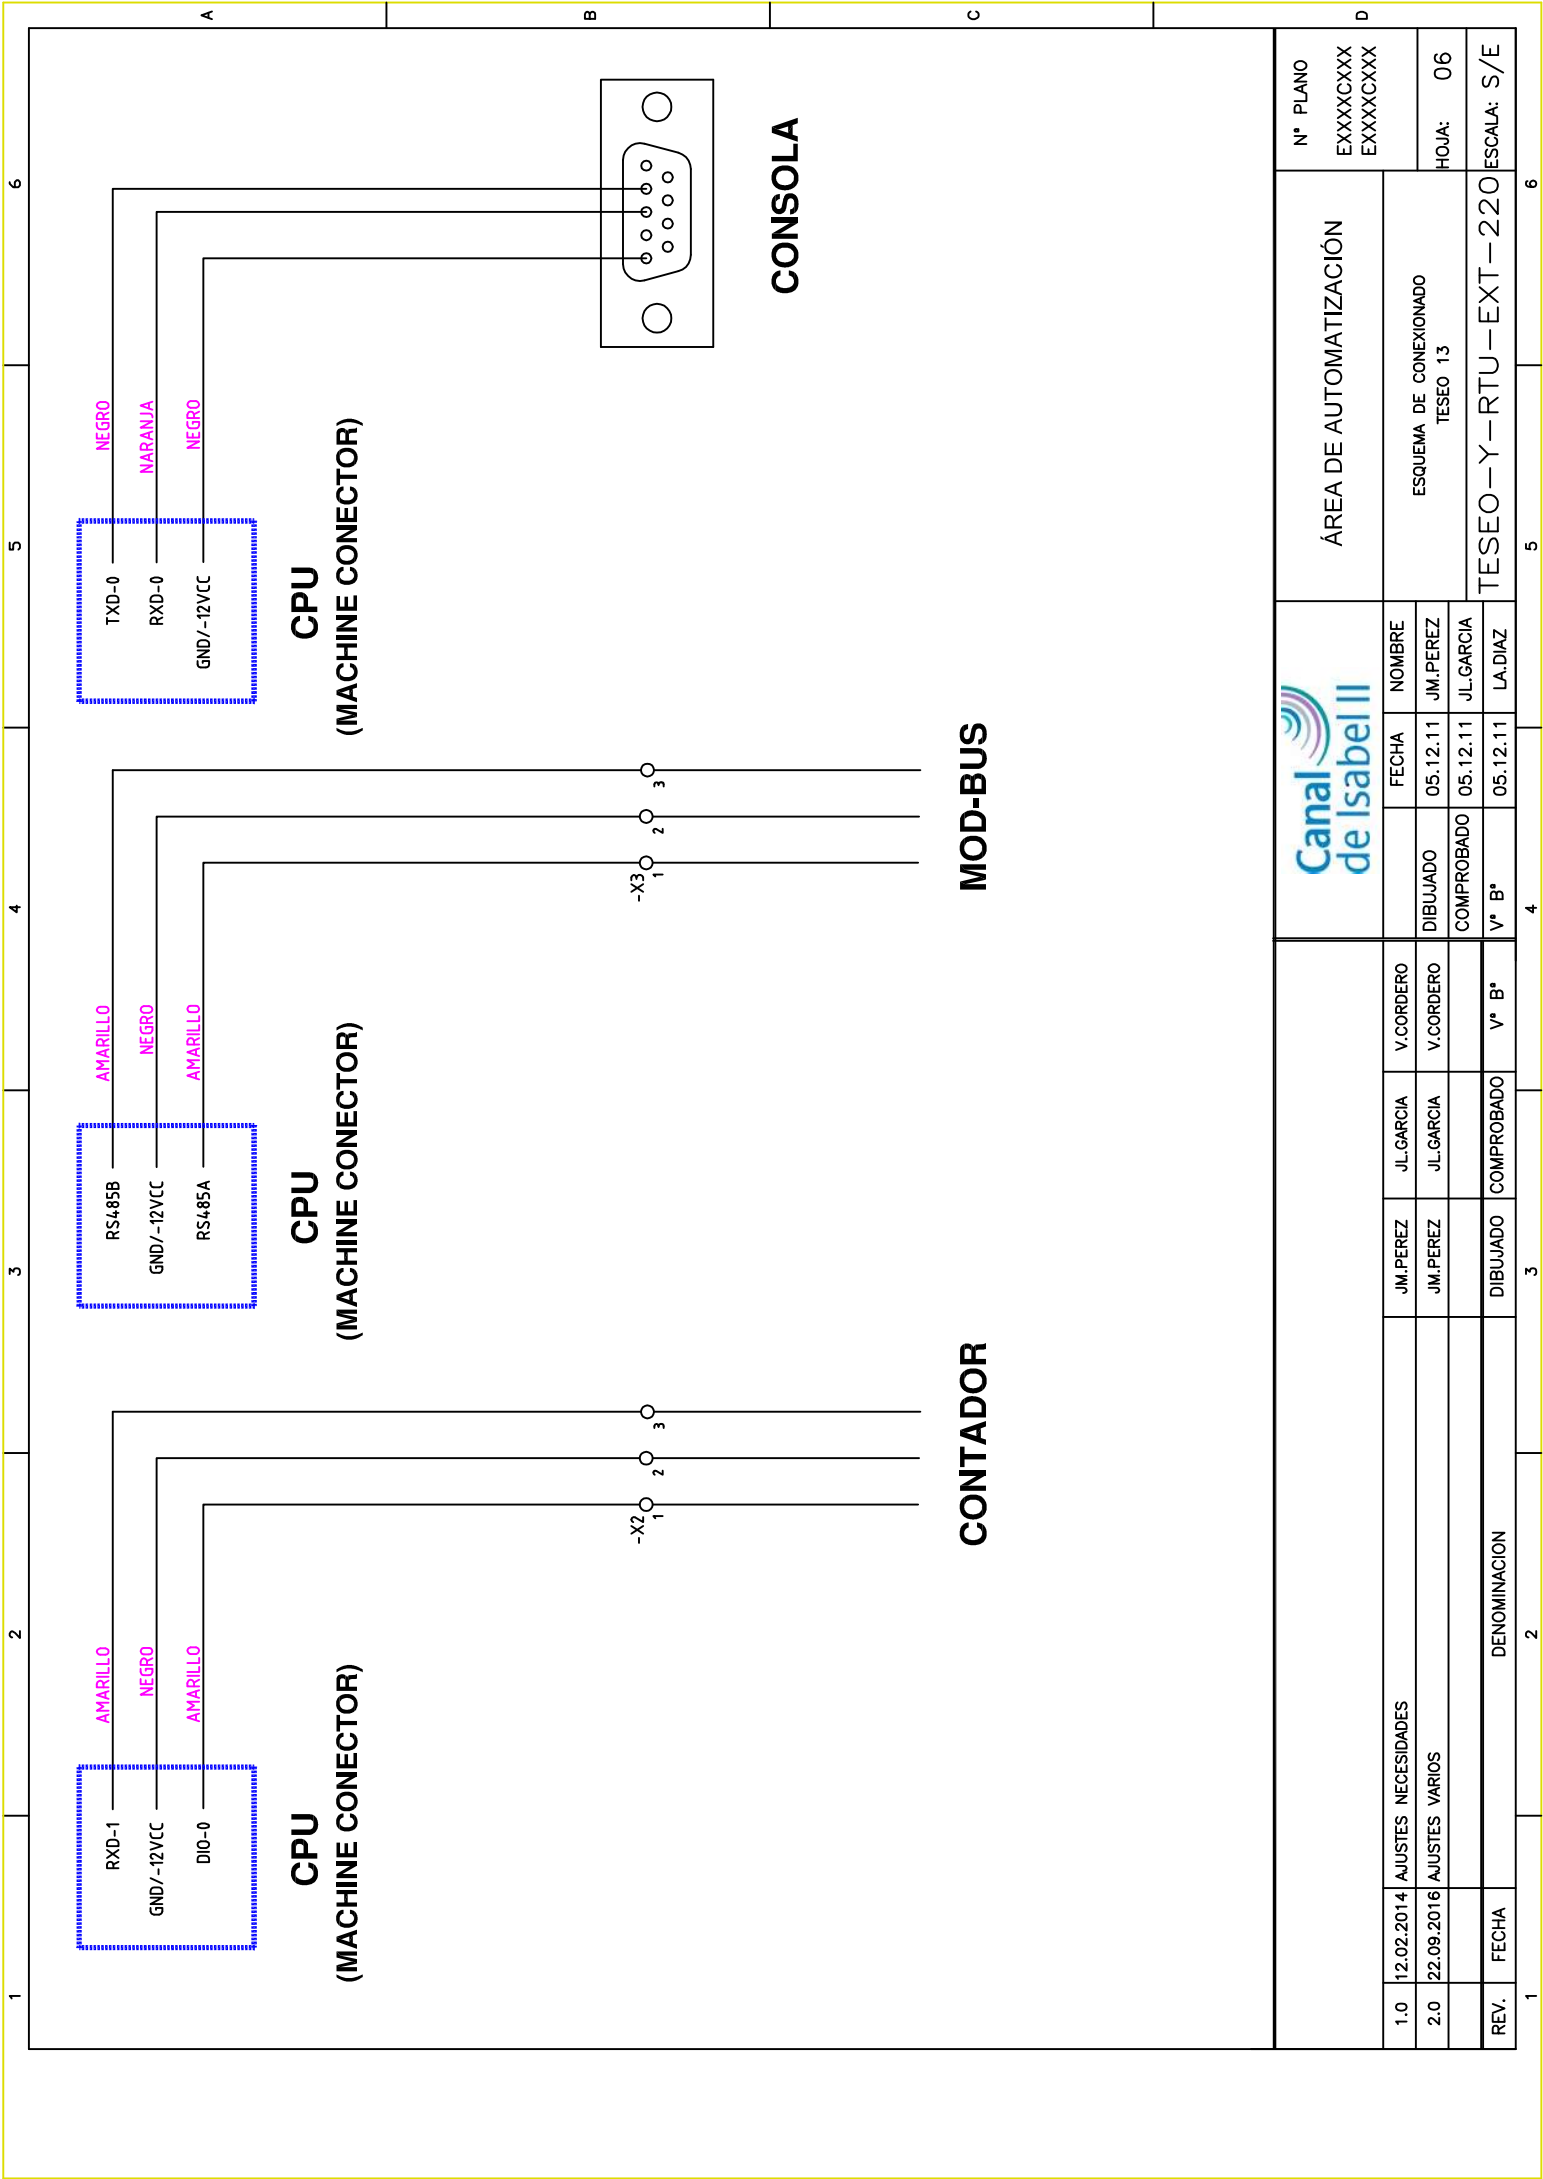 1
2
3
4
5
6
A
B
C
D
RXD-1
GND/-12VCC
DIO-0
AMARILLO
NEGRO
AMARILLO
CPU
(MACHINE CONECTOR)
-X2
1
2
3
CONTADOR
RS485B
GND/-12VCC
RS485A
AMARILLO
NEGRO
AMARILLO
CPU
(MACHINE CONECTOR)
-X3
1
2
3
MOD-BUS
TXD-0
RXD-0
GND/-12VCC
NEGRO
NARANJA
NEGRO
CPU
(MACHINE CONECTOR)
CONSOLA
1.0 12.02.2014 AJUSTES NECESIDADES JM.PEREZ JL.GARCIA V.CORDERO
2.0 22.09.2016 AJUSTES VARIOS JM.PEREZ JL.GARCIA V.CORDERO
REV. FECHA DENOMINACION DIBUJADO COMPROBADO Vº Bº
Canal
de Isabel II
FECHA NOMBRE
DIBUJADO 05.12.11 JM.PEREZ
COMPROBADO 05.12.11 JL.GARCIA
Vº Bº 05.12.11 LA.DIAZ
ÁREA DE AUTOMATIZACIÓN
ESQUEMA DE CONEXIONADO
TESEO 13
TESEO-Y-RTU-EXT-220
Nº PLANO
EXXXXCXXX
EXXXXCXXX
HOJA: 06
ESCALA: S/E
1
2
3
4
5
6